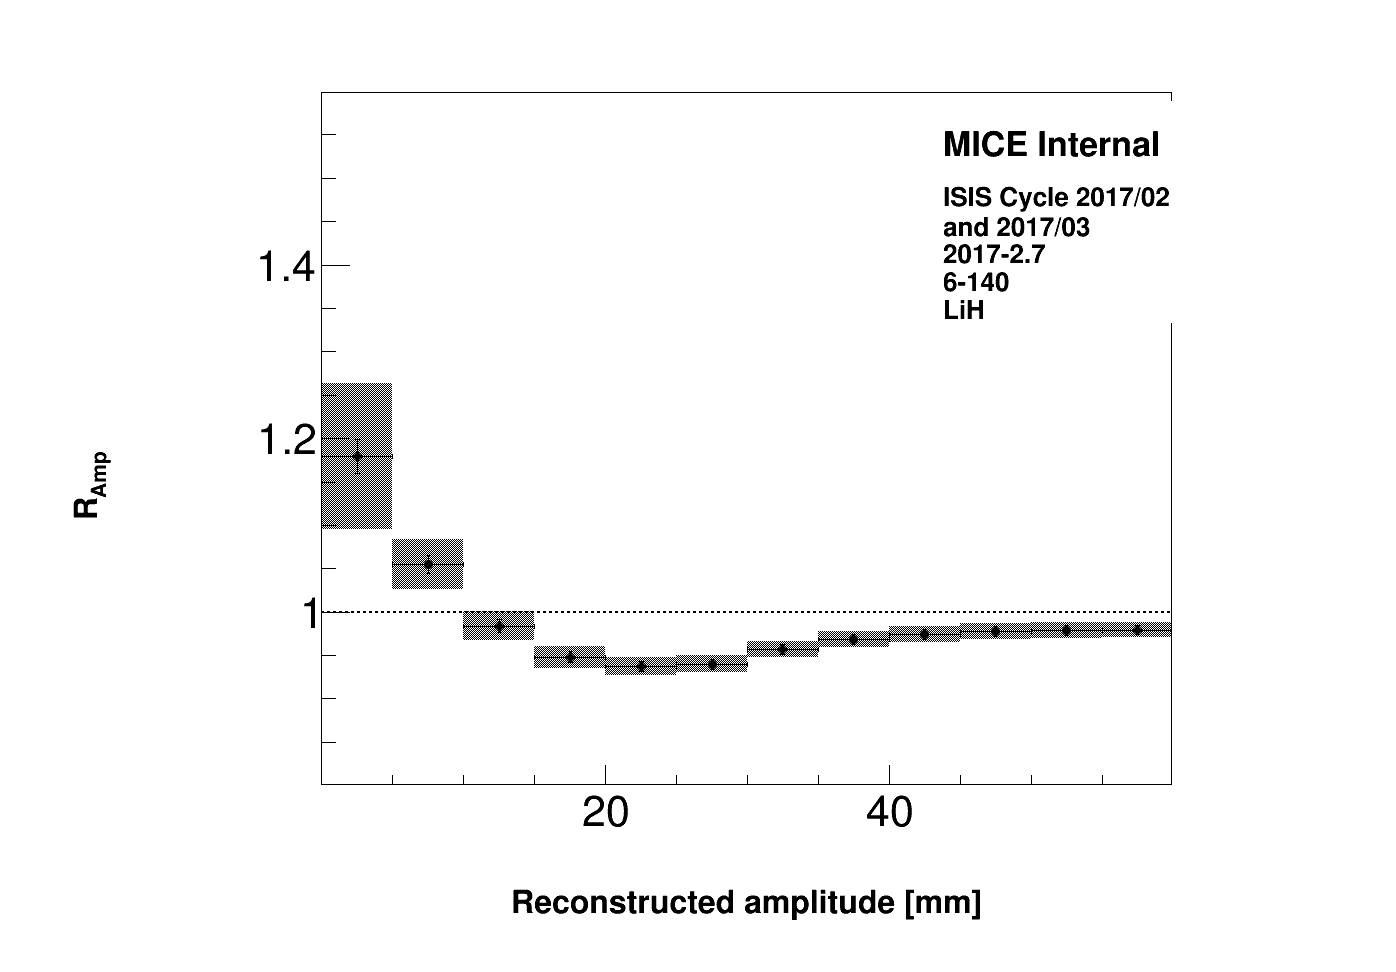 MICE Internal
ISIS Cycle 2017/02
and 2017/03
2017-2.7
6-140
LiH
1.4
1.2
1
R_Amp
20
40
Reconstructed amplitude [mm]